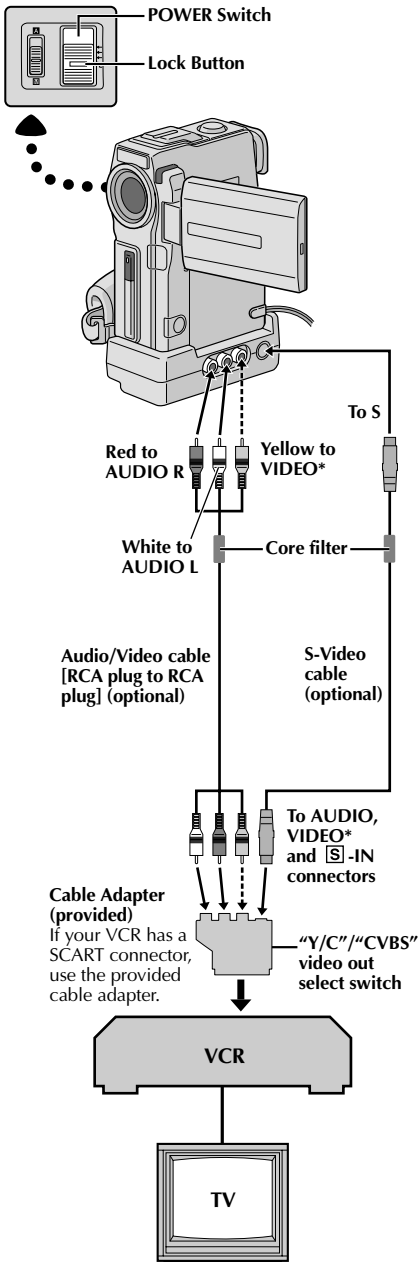 POWER Switch
Lock Button
To S
Red to
AUDIO R
Yellow to
VIDEO*
White to
AUDIO L
Core filter
Audio/Video cable
[RCA plug to RCA
plug] (optional)
S-Video
cable
(optional)
To AUDIO,
VIDEO*
and S -IN
connectors
Cable Adapter
(provided)
If your VCR has a
SCART connector,
use the provided
cable adapter.
“Y/C”/“CVBS”
video out
select switch
VCR
TV